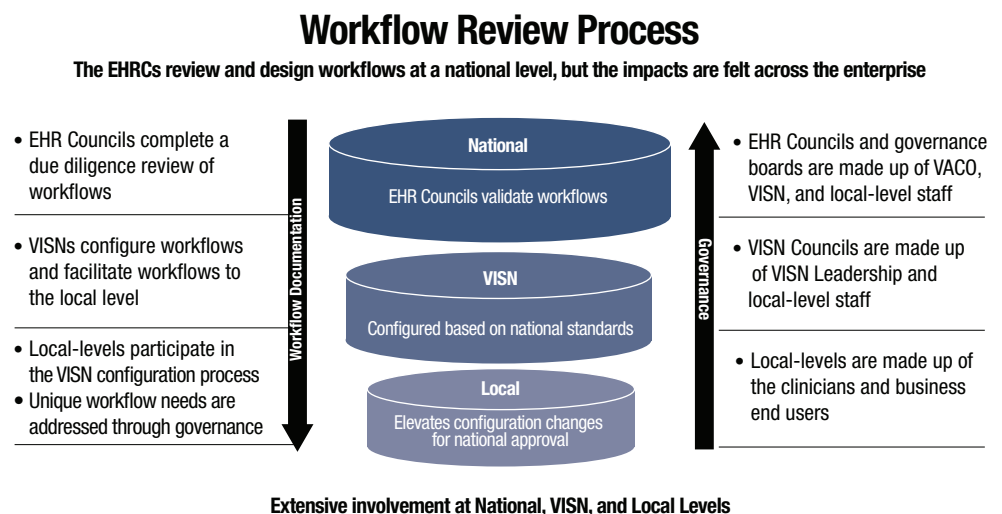 Workflow Review Process
The EHRCs review and design workflows at a national level, but the impacts are felt across the enterprise
• EHR Councils complete a
due diligence review of
workflows
• VISNs configure workflows
and facilitate workflows to
the local level
• Local-levels participate in
the VISN configuration process
• Unique workflow needs are
addressed through governance
Workflow Documentation
National
EHR Councils validate workflows
VISN
Configured based on national standards
Local
Elevates configuration changes
for national approval
Governance
• EHR Councils and governance
boards are made up of VACO,
VISN, and local-level staff
• VISN Councils are made up
of VISN Leadership and
local-level staff
• Local-levels are made up of
the clinicians and business
end users
Extensive involvement at National, VISN, and Local Levels